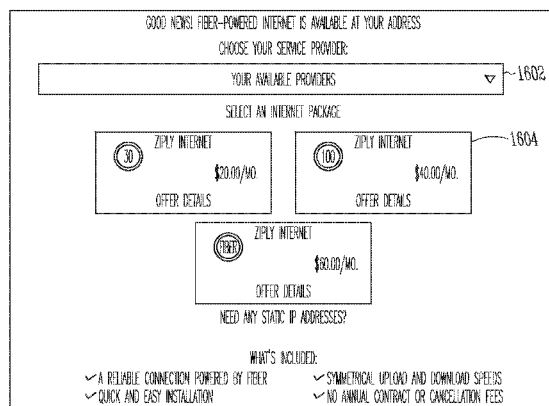 GOOD NEWS! FIBER-POWERED INTERNET IS AVAILABLE AT YOUR ADDRESS
CHOOSE YOUR SERVICE PROVIDER:
YOUR AVAILABLE PROVIDERS
1602
SELECT AN INTERNET PACKAGE
1604
ZIPLY INTERNET
30
$20.00/MO.
OFFER DETAILS
ZIPLY INTERNET
100
$40.00/MO.
OFFER DETAILS
ZIPLY INTERNET
FIBER
$60.00/MO.
OFFER DETAILS
NEED ANY STATIC IP ADDRESSES?
WHAT'S INCLUDED:
✓ A RELIABLE CONNECTION POWERED BY FIBER
✓ SYMMETRICAL UPLOAD AND DOWNLOAD SPEEDS
✓ QUICK AND EASY INSTALLATION
✓ NO ANNUAL CONTRACT OR CANCELLATION FEES